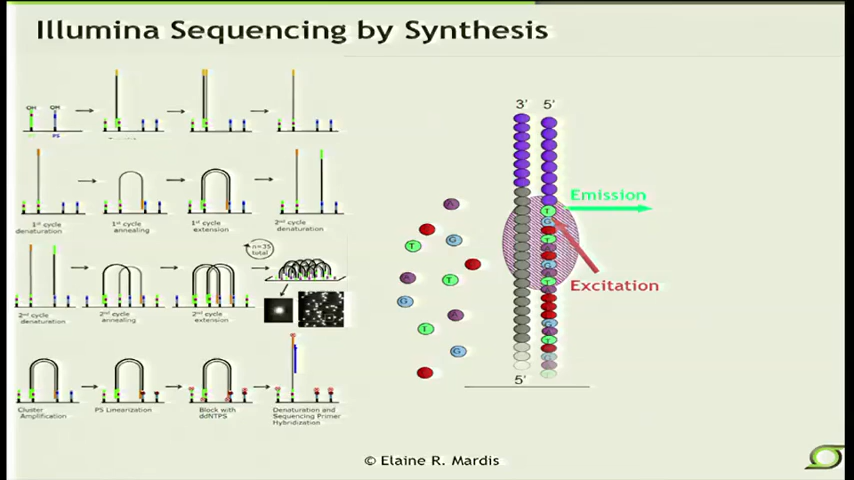 Illumina Sequencing by Synthesis
OH OH
P5
1st cycle
denaturation
1st cycle
annealing
1st cycle
extension
2nd cycle
denaturation
n=35
total
2nd cycle
denaturation
2nd cycle
annealing
2nd cycle
extension
Cluster
Amplification
PS Linearization
Block with
ddNTPS
Denaturation and
Sequencing Primer
Hybridization
3' 5'
Emission
Excitation
A
G
T
A
T
G
A
T
G
T
G
T
G
T
G
A
T
G
5'
© Elaine R. Mardis